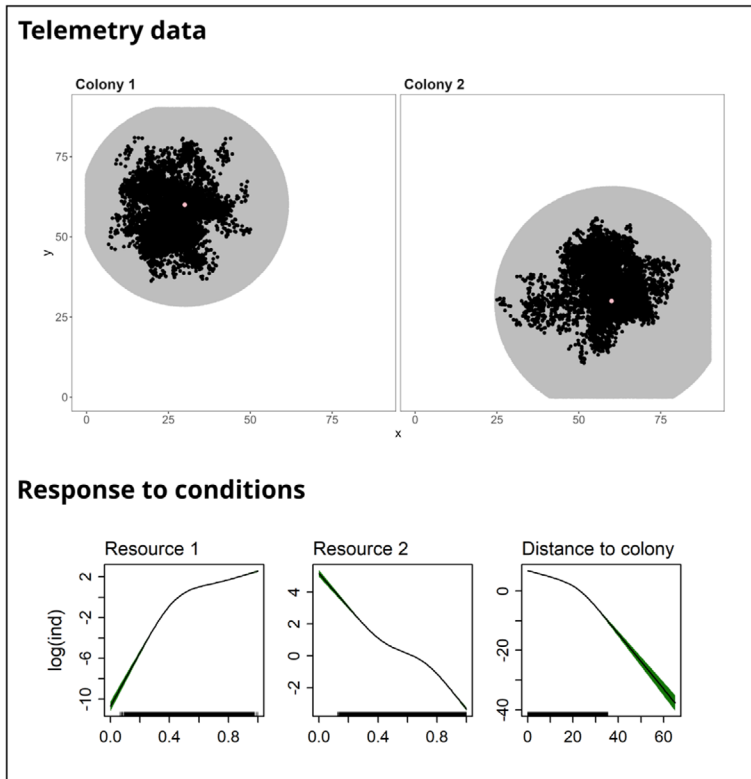 Telemetry data
Colony 1
Colony 2
75
50
25
0
y
0 25 50 75
0 25 50 75
x
Response to conditions
Resource 1
Resource 2
Distance to colony
log(ind)
2
-2
-6
-10
0.0 0.4 0.8
4
2
0
-2
0.0 0.4 0.8
0
-20
-40
0 20 40 60